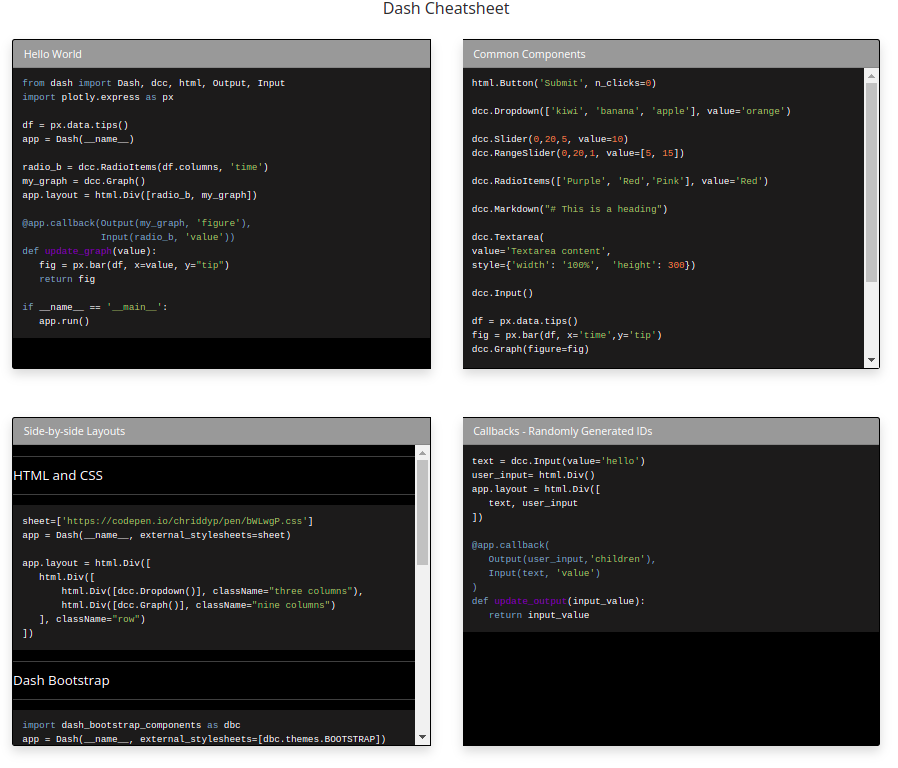 Dash Cheatsheet
Hello World
from dash import Dash, dcc, html, Output, Input
import plotly.express as px
df = px.data.tips()
app = Dash(__name__)
radio_b = dcc.RadioItems(df.columns, 'time')
my_graph = dcc.Graph()
app.layout = html.Div([radio_b, my_graph])
@app.callback(Output(my_graph, 'figure'),
Input(radio_b, 'value'))
def update_graph(value):
fig = px.bar(df, x=value, y="tip")
return fig
if __name__ == '__main__':
app.run()
Common Components
html.Button('Submit', n_clicks=0)
dcc.Dropdown(['kiwi', 'banana', 'apple'], value='orange')
dcc.Slider(0,20,5, value=10)
dcc.RangeSlider(0,20,1, value=[5, 15])
dcc.RadioItems(['Purple', 'Red','Pink'], value='Red')
dcc.Markdown("# This is a heading")
dcc.Textarea(
value='Textarea content',
style={'width': '100%', 'height': 300})
dcc.Input()
df = px.data.tips()
fig = px.bar(df, x='time',y='tip')
dcc.Graph(figure=fig)
Side-by-side Layouts
HTML and CSS
sheet=['https://codepen.io/chriddyp/pen/bWLwgP.css']
app = Dash(__name__, external_stylesheets=sheet)
app.layout = html.Div([
html.Div([
html.Div([dcc.Dropdown()], className="three columns"),
html.Div([dcc.Graph()], className="nine columns")
], className="row")
])
Dash Bootstrap
import dash_bootstrap_components as dbc
app = Dash(__name__, external_stylesheets=[dbc.themes.BOOTSTRAP])
Callbacks - Randomly Generated IDs
text = dcc.Input(value='hello')
user_input= html.Div()
app.layout = html.Div([
text, user_input
])
@app.callback(
Output(user_input,'children'),
Input(text, 'value')
)
def update_output(input_value):
return input_value